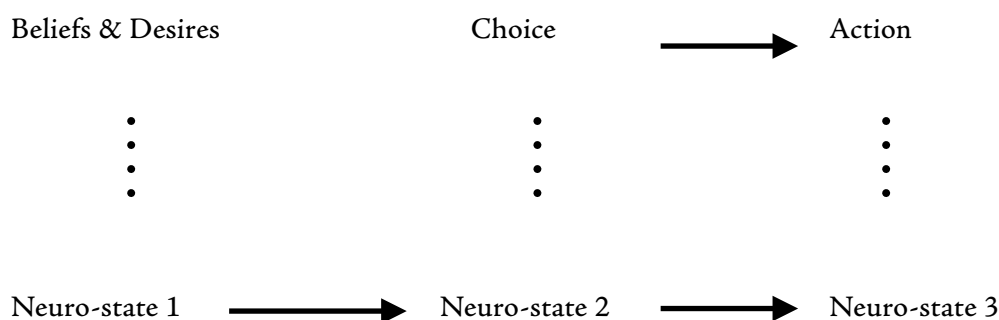 Beliefs & Desires Choice Action
Neuro-state 1 Neuro-state 2 Neuro-state 3